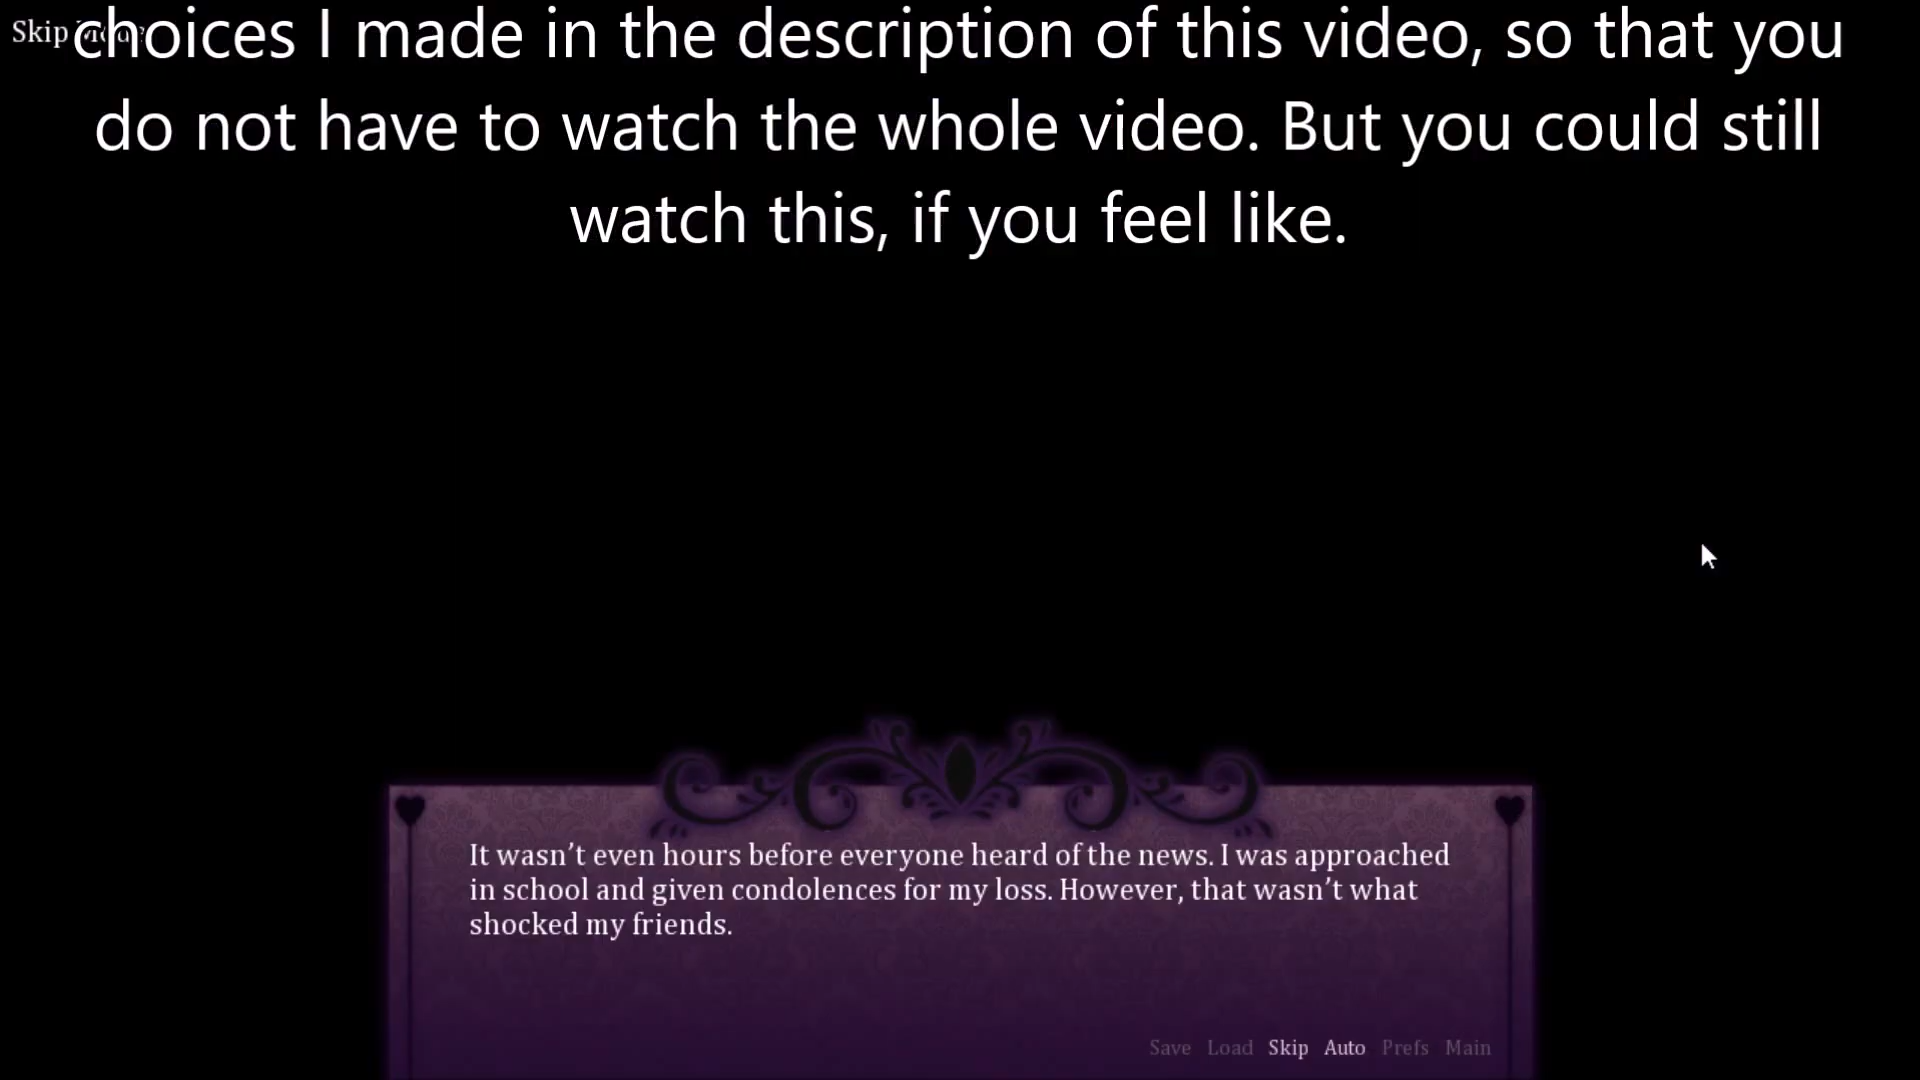 Skip
choices I made in the description of this video, so that you
do not have to watch the whole video. But you could still
watch this, if you feel like.
It wasn’t even hours before everyone heard of the news. I was approached
in school and given condolences for my loss. However, that wasn’t what
shocked my friends.
Save Load Skip Auto Prefs Main